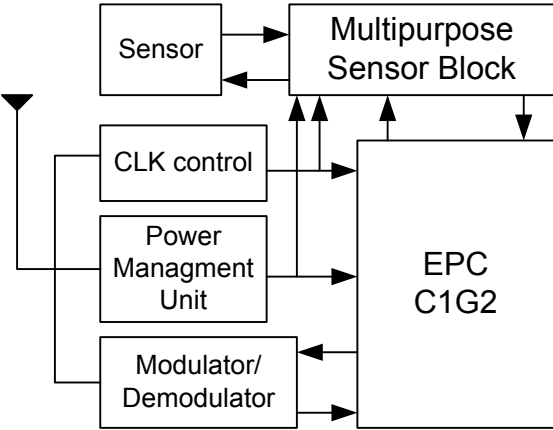 Sensor
Multipurpose
Sensor Block
CLK control
Power
Managment
Unit
EPC
C1G2
Modulator/
Demodulator